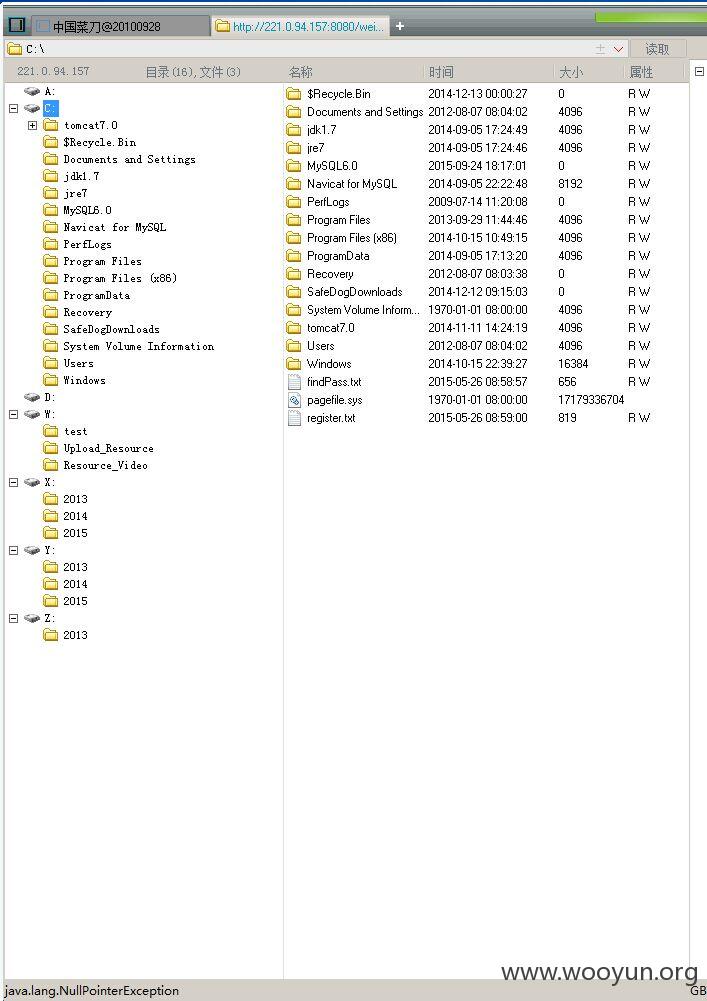 中国菜刀@20100928 http://221.0.94.157:8080/wei... +
C:\ 读取
221.0.94.157 目录(16),文件(3) 名称 时间 大小 属性
A:
C:
tomcat7.0
$Recycle.Bin
Documents and Settings
jdk1.7
jre7
MySQL6.0
Navicat for MySQL
PerfLogs
Program Files
Program Files (x86)
ProgramData
Recovery
SafeDogDownloads
System Volume Information
Users
Windows
D:
W:
test
Upload_Resource
Resource_Video
X:
2013
2014
2015
Y:
2013
2014
2015
Z:
2013
$Recycle.Bin 2014-12-13 00:00:27 0 R W
Documents and Settings 2012-08-07 08:04:02 4096 R W
jdk1.7 2014-09-05 17:24:49 4096 R W
jre7 2014-09-05 17:24:46 4096 R W
MySQL6.0 2015-09-24 18:17:01 0 R W
Navicat for MySQL 2014-09-05 22:22:48 8192 R W
PerfLogs 2009-07-14 11:20:08 0 R W
Program Files 2013-09-29 11:44:46 4096 R W
Program Files (x86) 2014-10-15 10:49:15 4096 R W
ProgramData 2014-09-05 17:13:20 4096 R W
Recovery 2012-08-07 08:03:38 0 R W
SafeDogDownloads 2014-12-12 09:15:03 0 R W
System Volume Inform... 1970-01-01 08:00:00 4096 R W
tomcat7.0 2014-11-11 14:24:19 4096 R W
Users 2012-08-07 08:04:02 4096 R W
Windows 2014-10-15 22:39:27 16384 R W
findPass.txt 2015-05-26 08:58:57 656 R W
pagefile.sys 1970-01-01 08:00:00 17179336704
register.txt 2015-05-26 08:59:00 819 R W
www.wooyun.org
java.lang.NullPointerException GB